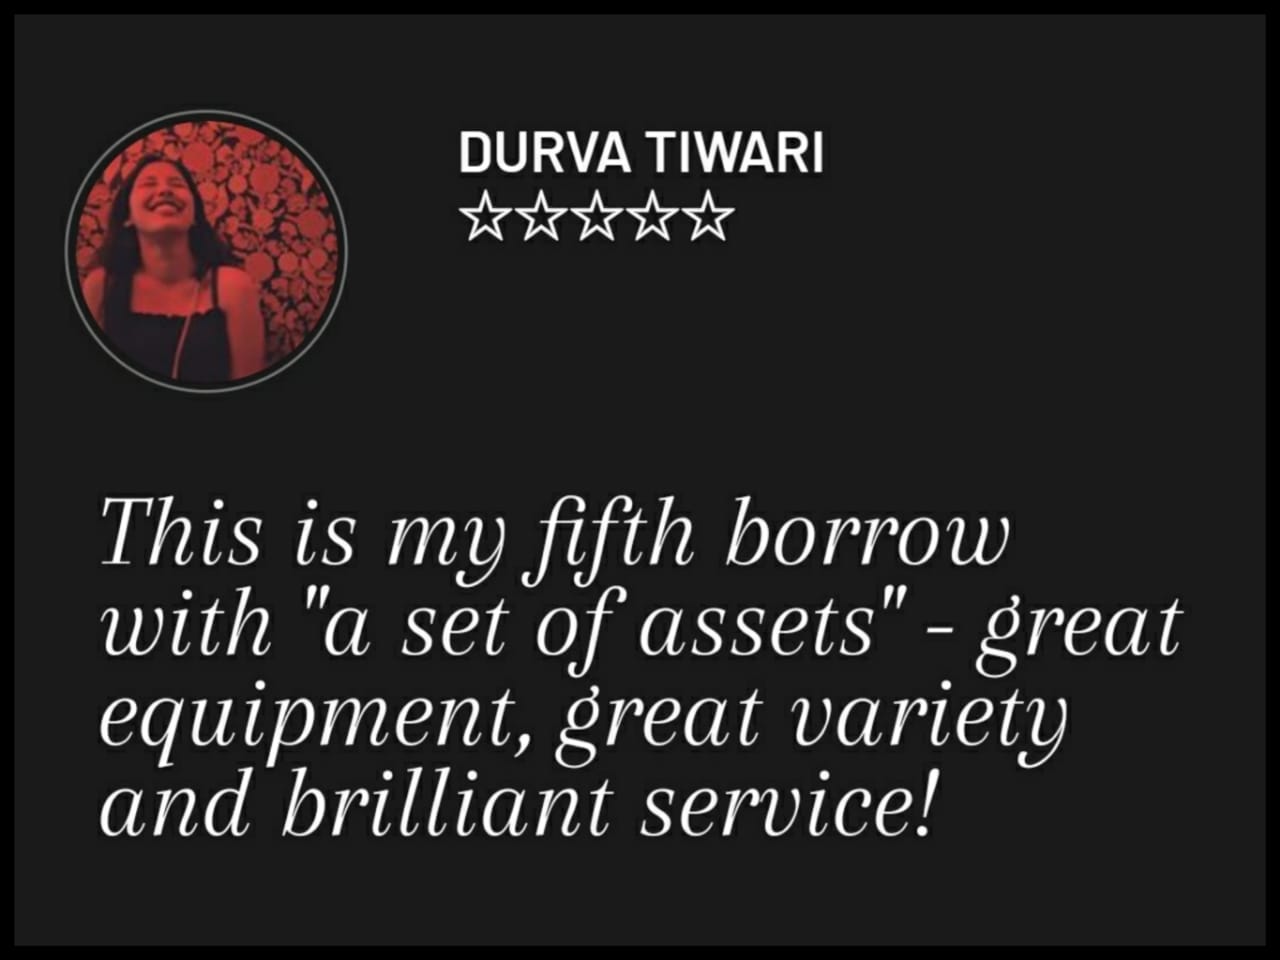 DURVA TIWARI
☆☆☆☆☆
This is my fifth borrow
with "a set of assets" - great
equipment, great variety
and brilliant service!